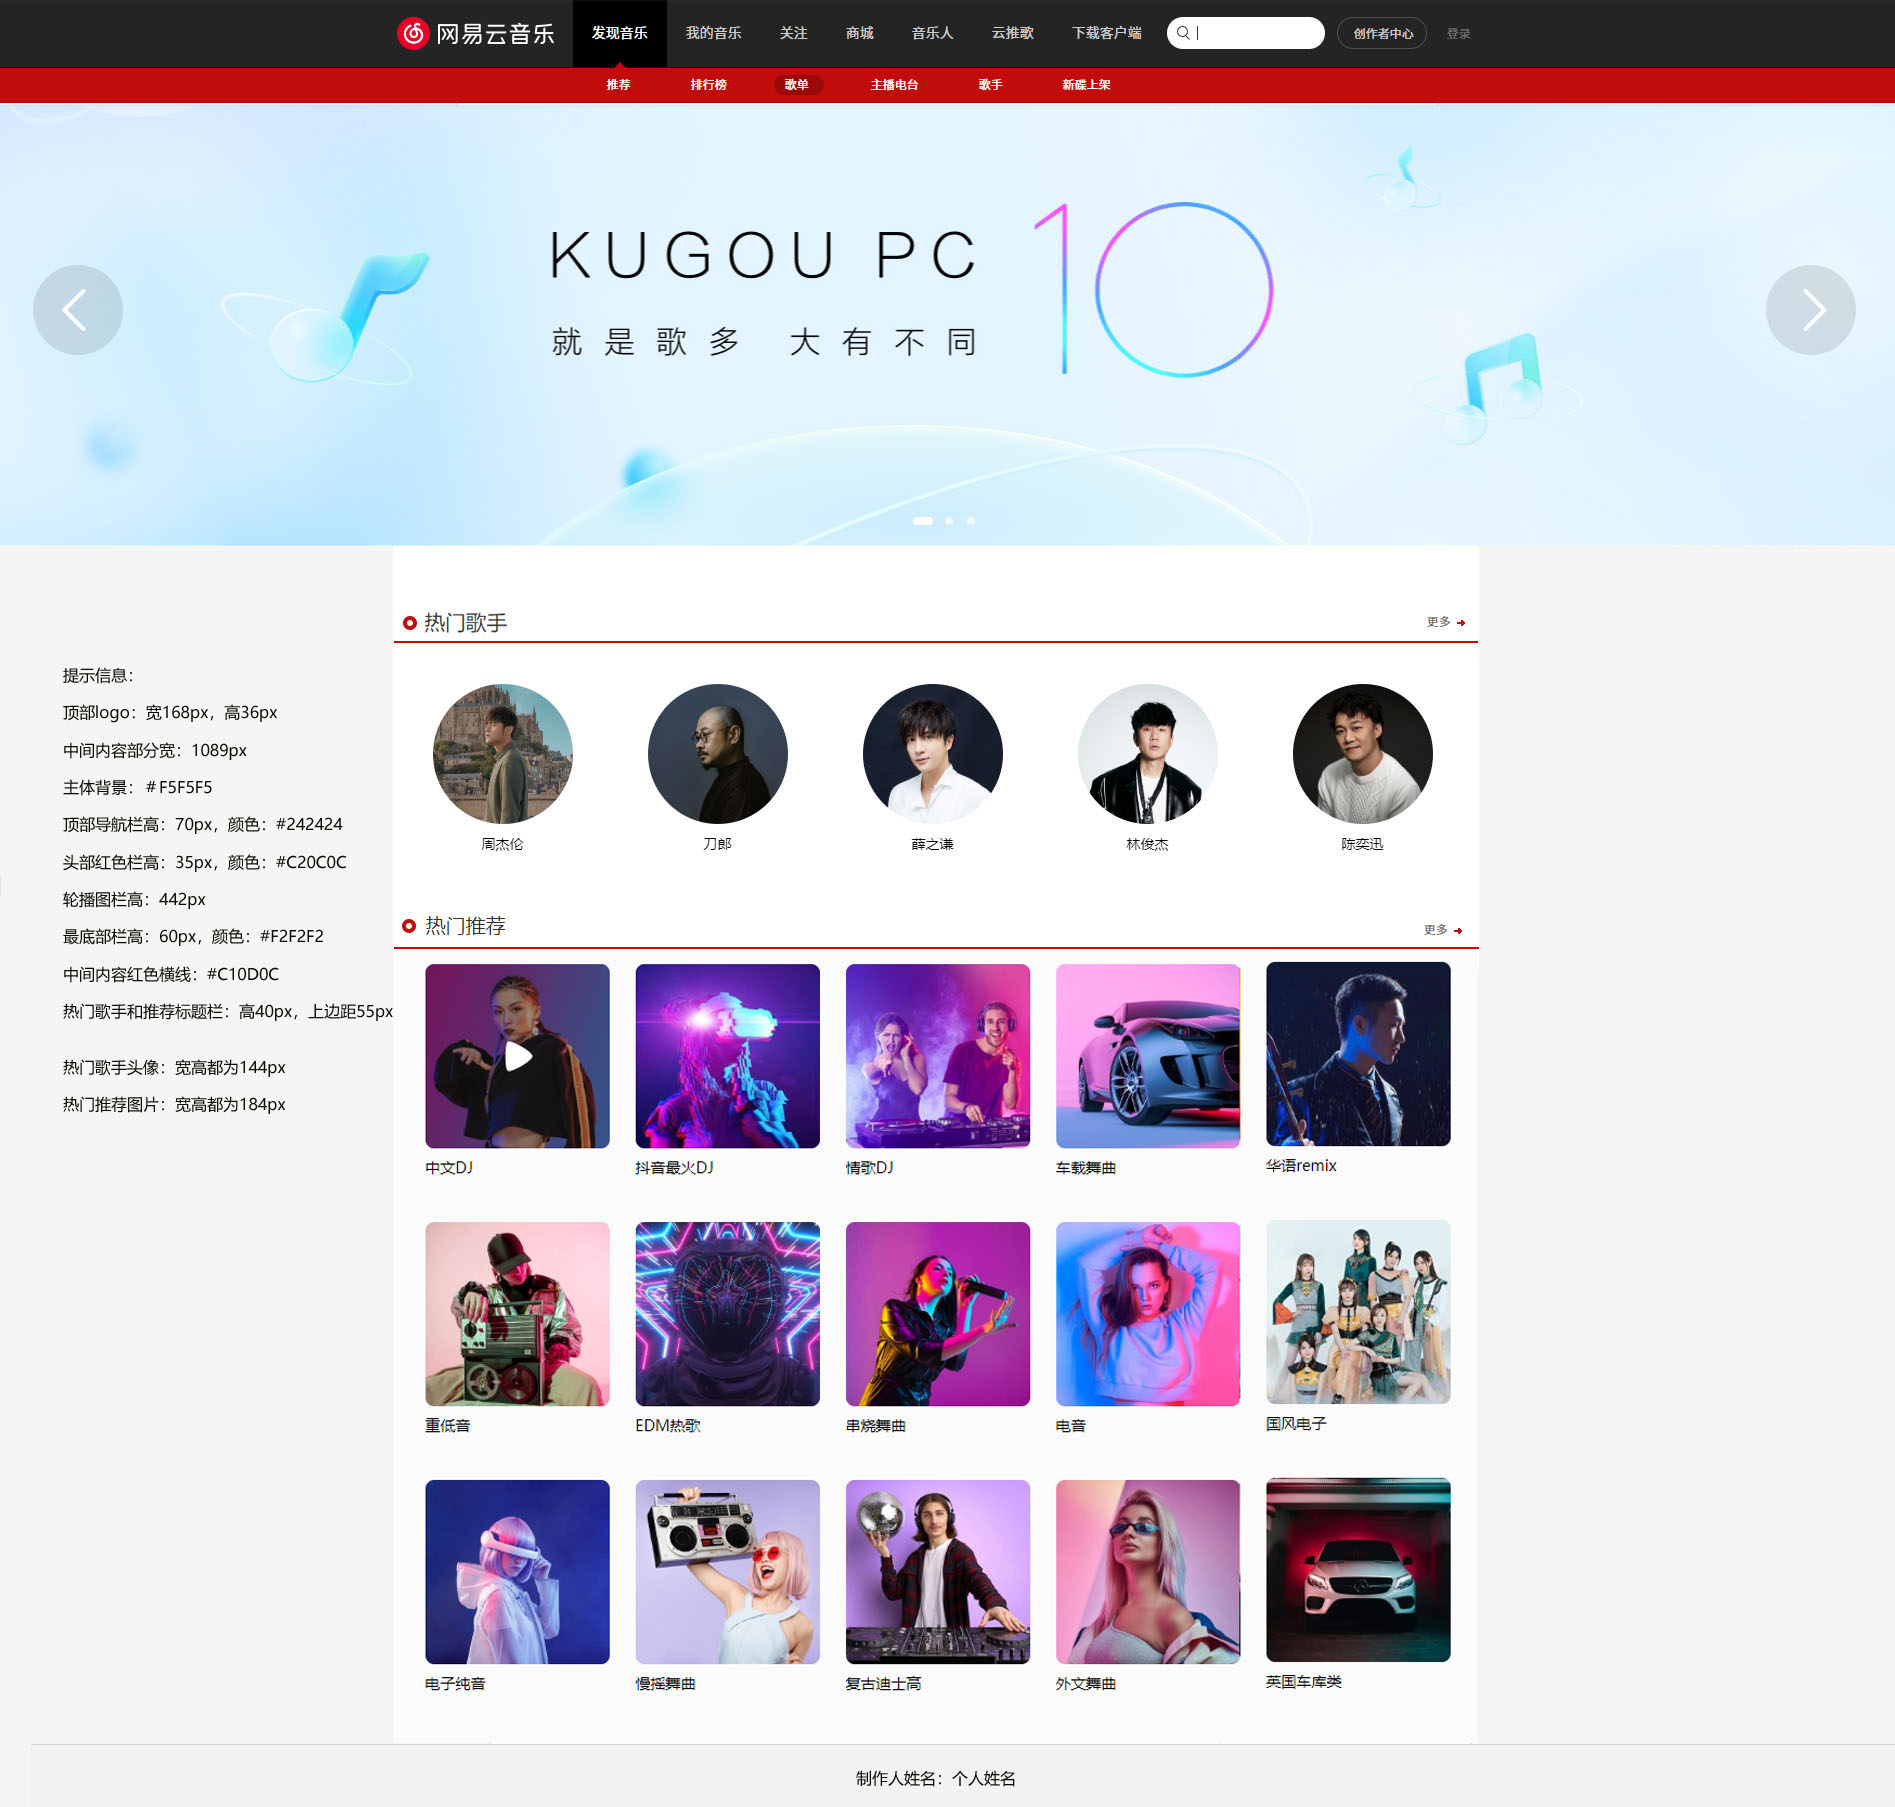 网易云音乐 发现音乐 我的音乐 关注 商城 音乐人 云推歌 下载客户端 创作者中心 登录
推荐 排行榜 歌单 主播电台 歌手 新碟上架
KUGOU PC 10
就是歌多 大有不同
热门歌手 更多
周杰伦 刀郎 薛之谦 林俊杰 陈奕迅
提示信息：
顶部logo：宽168px，高36px
中间内容部分宽：1089px
主体背景：#F5F5F5
顶部导航栏高：70px，颜色：#242424
头部红色栏高：35px，颜色：#C20C0C
轮播图栏高：442px
最底部栏高：60px，颜色：#F2F2F2
中间内容红色横线：#C10D0C
热门歌手和推荐标题栏：高40px，上边距55px
热门歌手头像：宽高都为144px
热门推荐图片：宽高都为184px
热门推荐 更多
中文DJ 抖音最火DJ 情歌DJ 车载舞曲 华语remix
重低音 EDM热歌 串烧舞曲 电音 国风电子
电子纯音 慢摇舞曲 复古迪士高 外文舞曲 英国车库类
制作人姓名：个人姓名